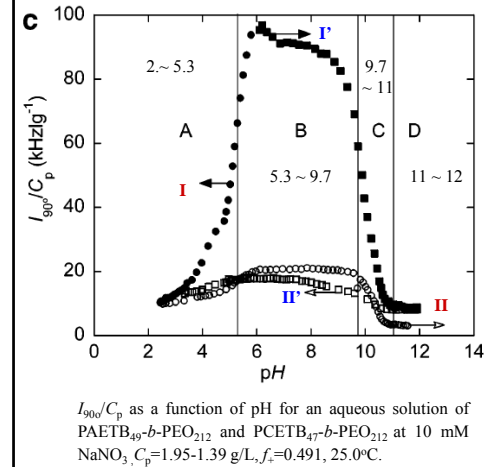 c
100
80
60
40
20
0
I90°/Cp (kHzlg-1)
2.~ 5.3
I’
9.7
~ 11
A
B
C
D
I
5.3 ~ 9.7
11 ~ 12
II’
II
0 2 4 6 8 10 12 14
pH
I90o/Cp as a function of pH for an aqueous solution of
PAETB49-b-PEO212 and PCETB47-b-PEO212 at 10 mM
NaNO3, Cp=1.95-1.39 g/L, f+=0.491, 25.0oC.